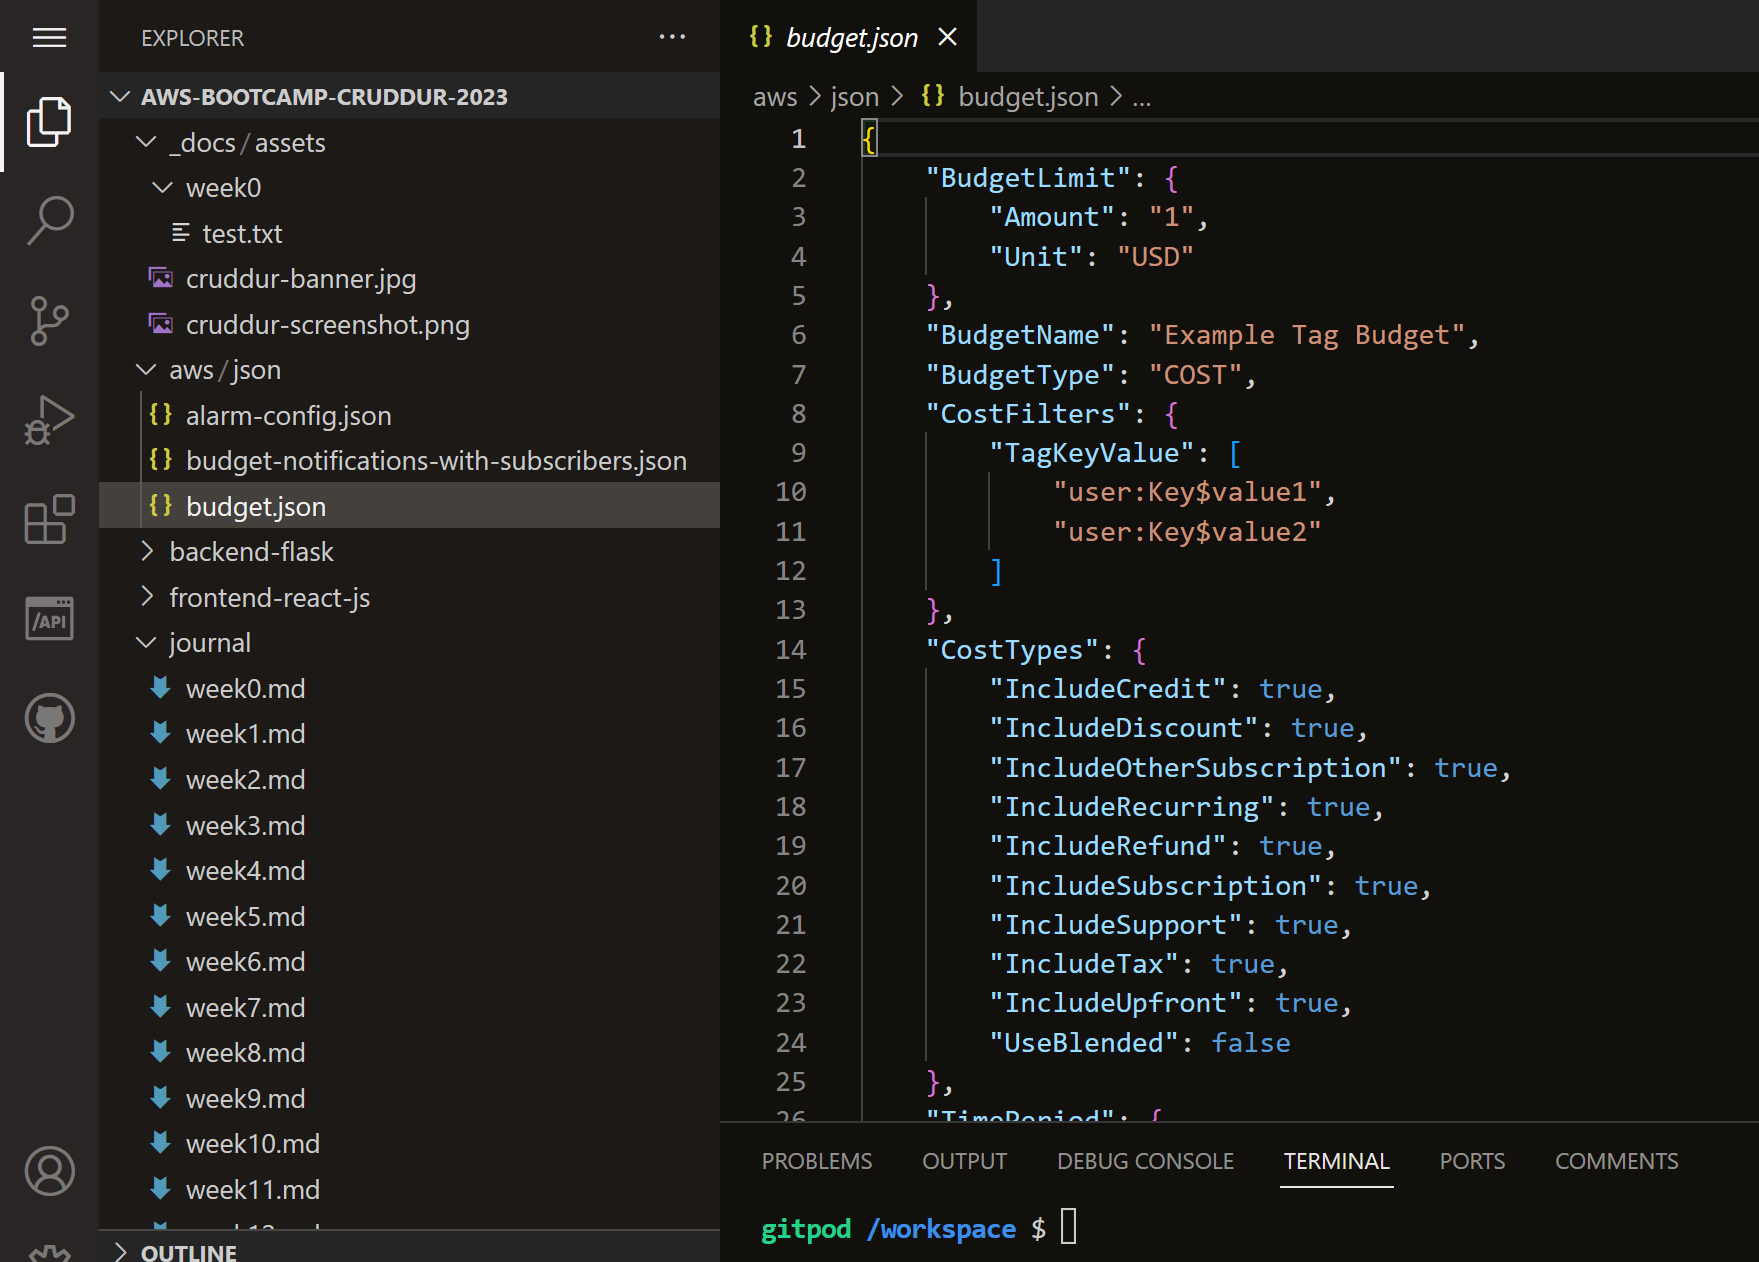 EXPLORER
AWS-BOOTCAMP-CRUDDUR-2023
_docs / assets
week0
test.txt
cruddur-banner.jpg
cruddur-screenshot.png
aws / json
{} alarm-config.json
{} budget-notifications-with-subscribers.json
{} budget.json
backend-flask
frontend-react-js
journal
week0.md
week1.md
week2.md
week3.md
week4.md
week5.md
week6.md
week7.md
week8.md
week9.md
week10.md
week11.md
OUTLINE
/API
{} budget.json
aws > json > {} budget.json > ...
1 {
2 "BudgetLimit": {
3 "Amount": "1",
4 "Unit": "USD"
5 },
6 "BudgetName": "Example Tag Budget",
7 "BudgetType": "COST",
8 "CostFilters": {
9 "TagKeyValue": [
10 "user:Key$value1",
11 "user:Key$value2"
12 ]
13 },
14 "CostTypes": {
15 "IncludeCredit": true,
16 "IncludeDiscount": true,
17 "IncludeOtherSubscription": true,
18 "IncludeRecurring": true,
19 "IncludeRefund": true,
20 "IncludeSubscription": true,
21 "IncludeSupport": true,
22 "IncludeTax": true,
23 "IncludeUpfront": true,
24 "UseBlended": false
25 },
26 "TimePeriod": {
PROBLEMS OUTPUT DEBUG CONSOLE TERMINAL PORTS COMMENTS
gitpod /workspace $